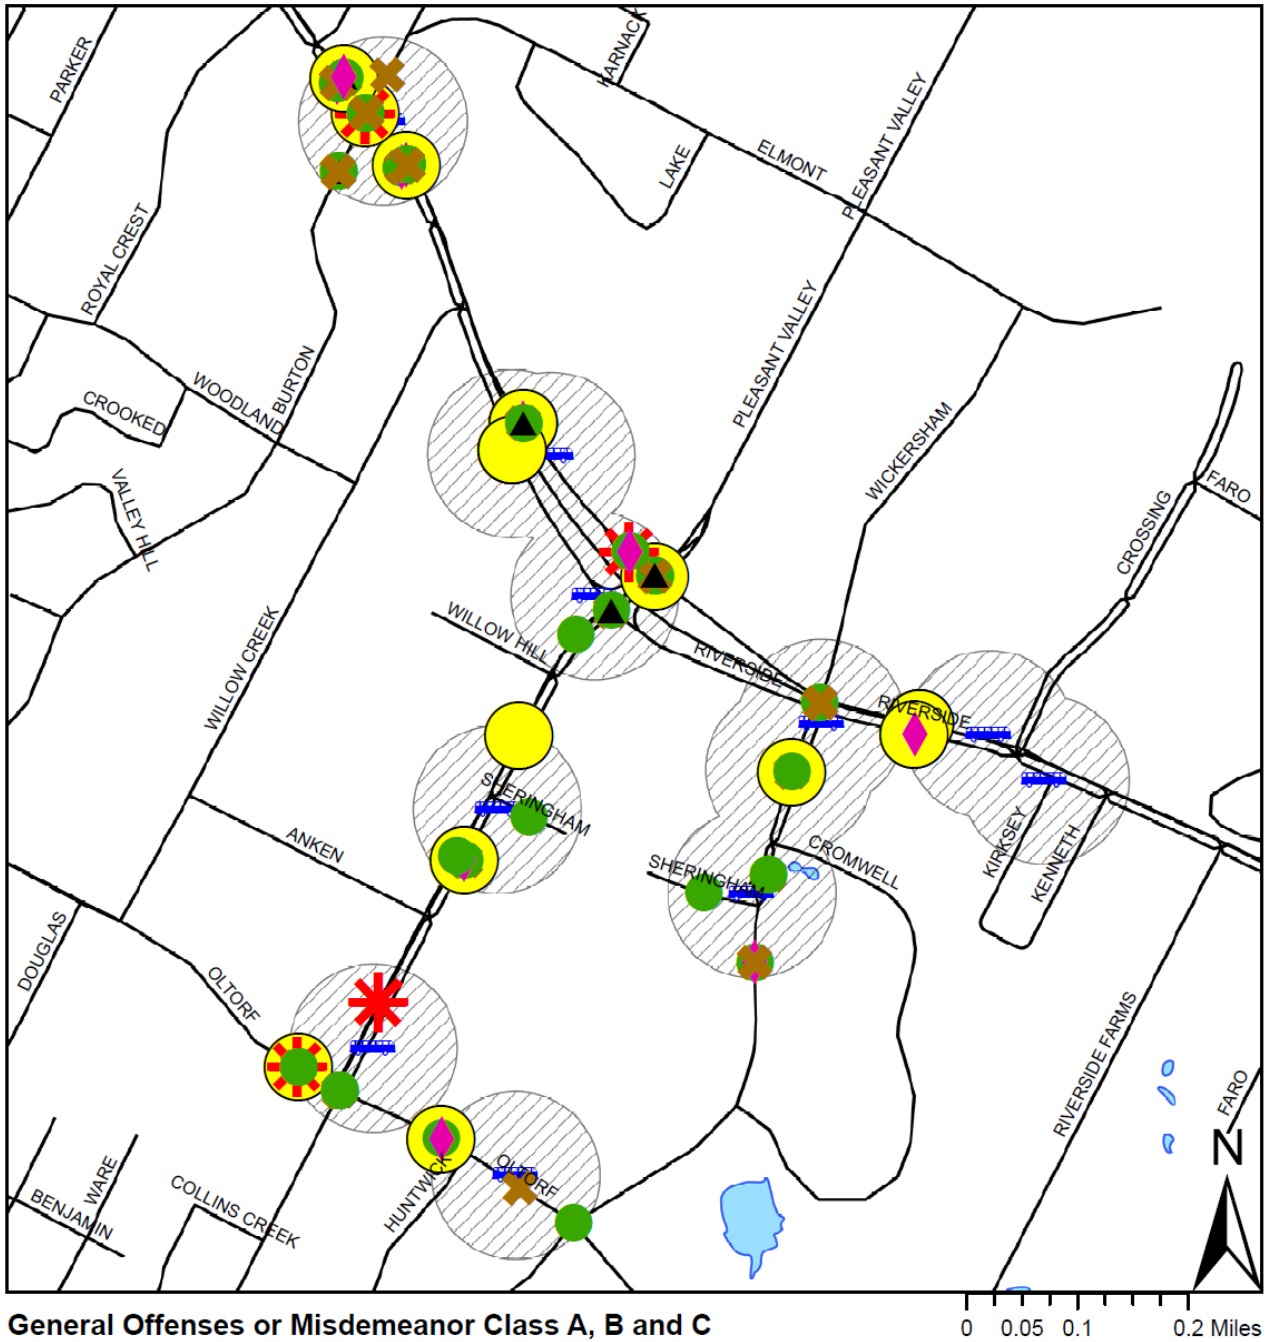 PARKER
KARNACK
LAKE
ELMONT
PLEASANT VALLEY
ROYAL CREST
PLEASANT VALLEY
CROOKED
WOODLAND
BURTON
WICKERSHAM
VALLEY HILL
FARO
CROSSING
WILLOW CREEK
WILLOW HILL
RIVERSIDE
RIVERSIDE
SHERINGHAM
ANKEN
SHERINGHAM
CROMWELL
KIRKSEY
KENNETH
DOUGLAS
OLTORF
RIVERSIDE FARMS
FARO
N
OLTORF
WARE
BENJAMIN
COLLINS CREEK
HUNTWICK
General Offenses or Misdemeanor Class A, B and C
0 0.05 0.1 0.2 Miles